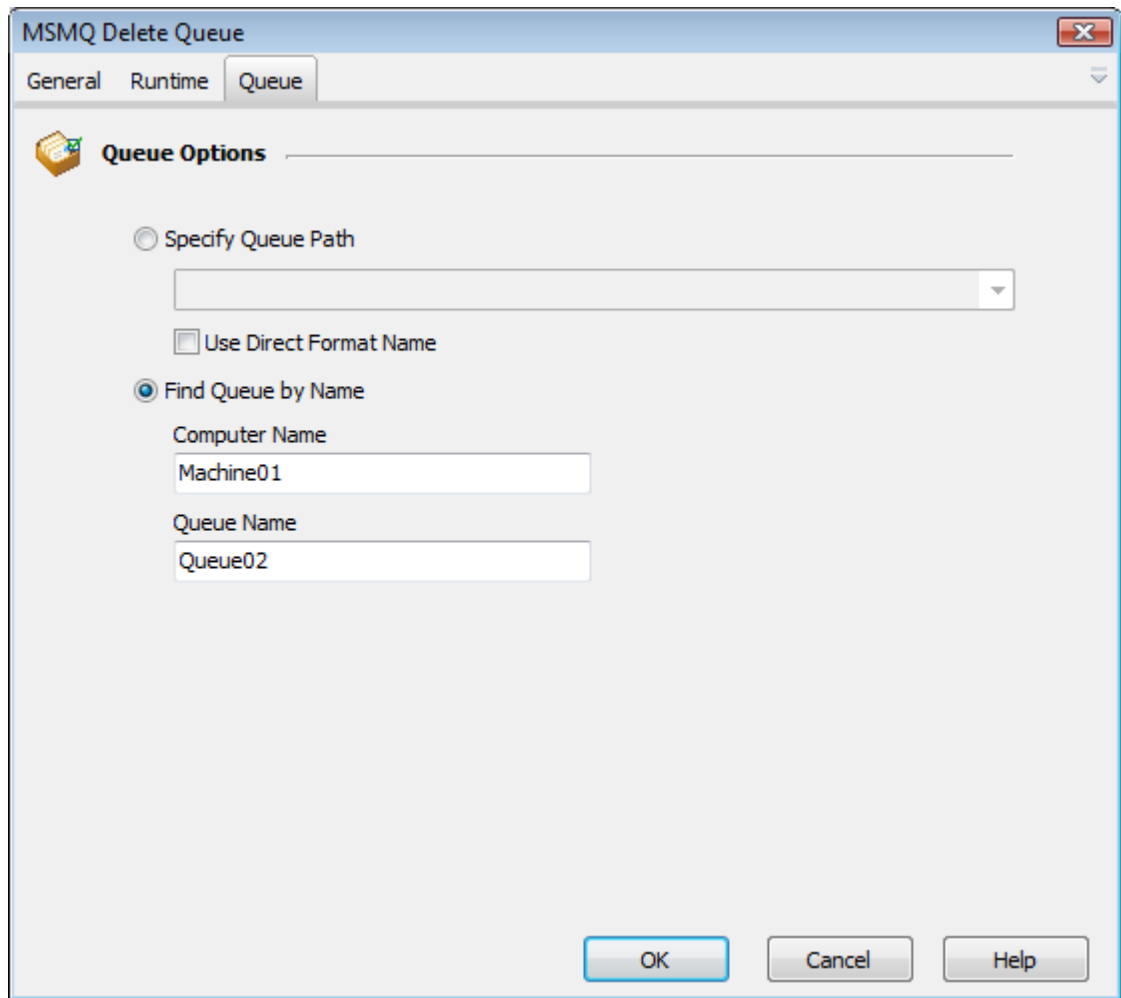 MSMQ Delete Queue
General Runtime Queue
Queue Options
Specify Queue Path
Use Direct Format Name
Find Queue by Name
Computer Name
Machine01
Queue Name
Queue02
OK Cancel Help